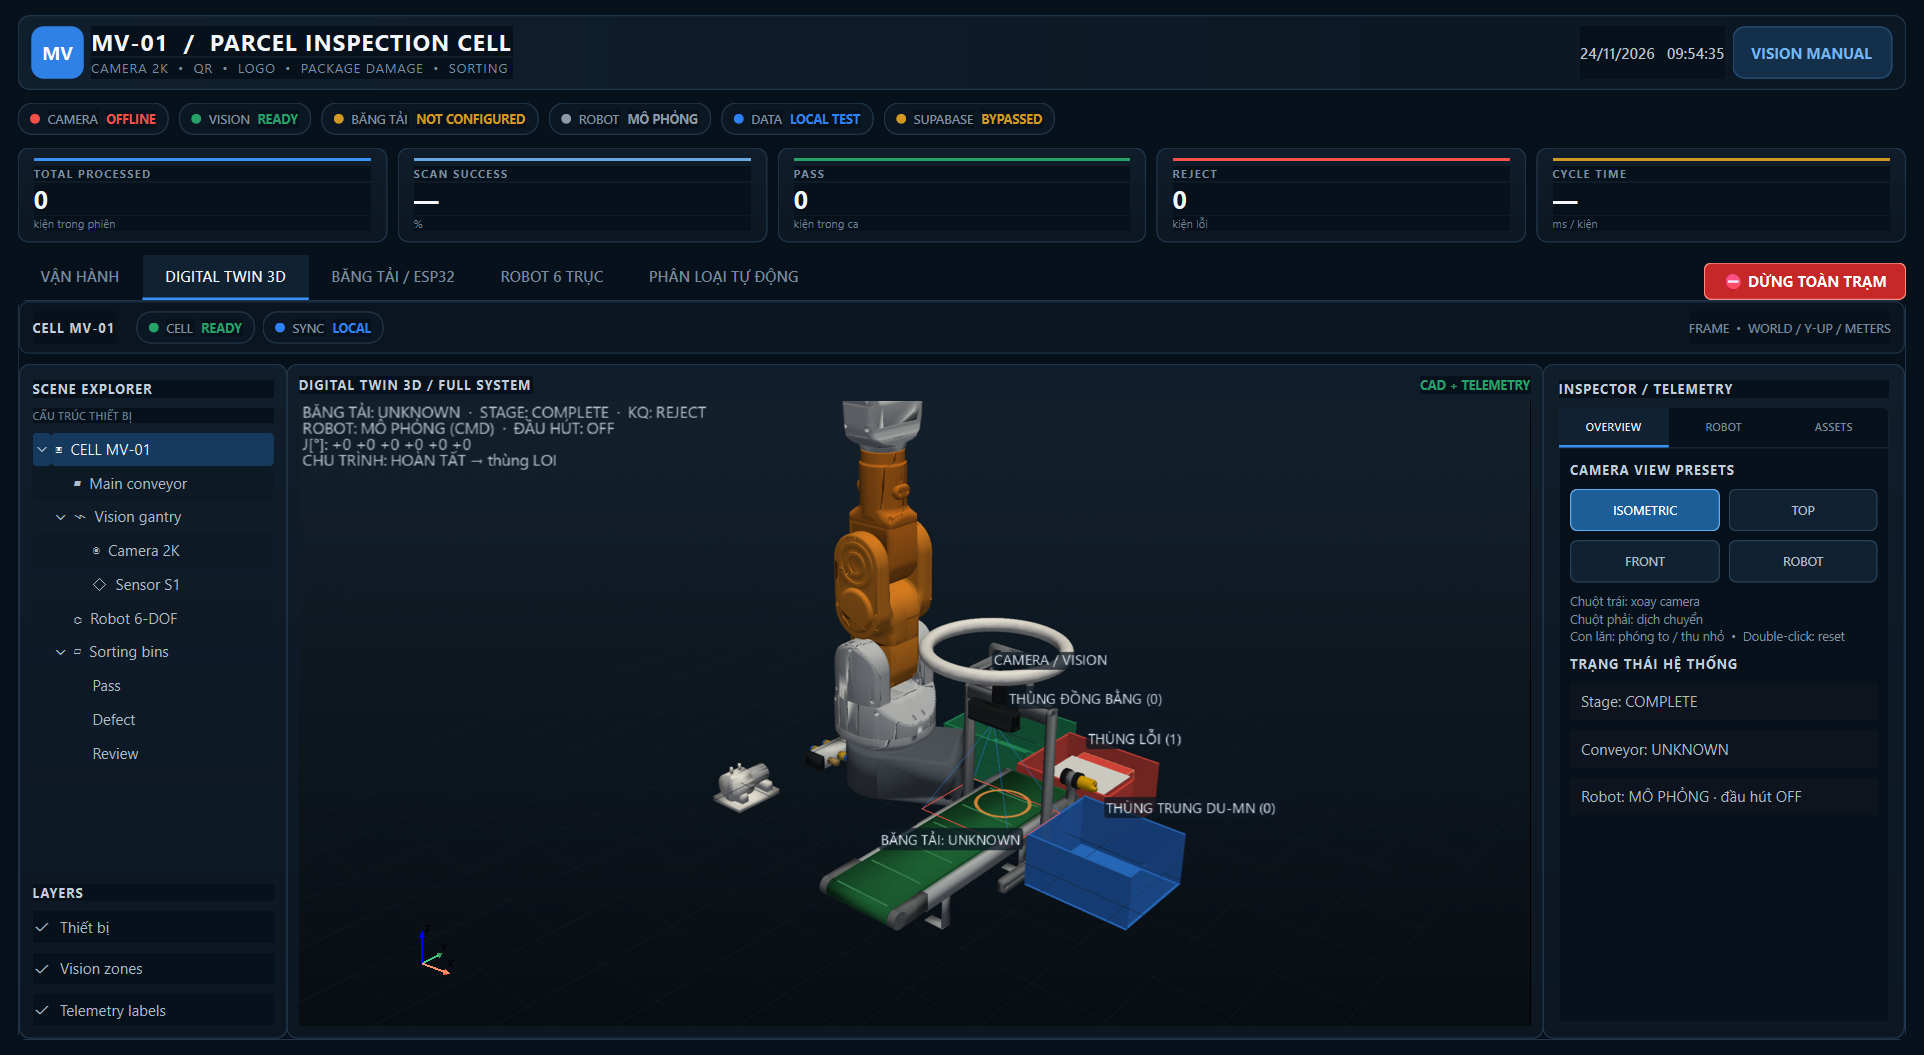 MV
MV-01 / PARCEL INSPECTION CELL
CAMERA 2K • QR • LOGO • PACKAGE DAMAGE • SORTING
24/11/2026 09:54:35
VISION MANUAL
CAMERA OFFLINE
VISION READY
BĂNG TẢI NOT CONFIGURED
ROBOT MÔ PHỎNG
DATA LOCAL TEST
SUPABASE BYPASSED
TOTAL PROCESSED
0
kiện trong phiên
SCAN SUCCESS
—
%
PASS
0
kiện trong ca
REJECT
0
kiện lỗi
CYCLE TIME
—
ms / kiện
VẬN HÀNH
DIGITAL TWIN 3D
BĂNG TẢI / ESP32
ROBOT 6 TRỤC
PHÂN LOẠI TỰ ĐỘNG
DỪNG TOÀN TRẠM
CELL MV-01
CELL READY
SYNC LOCAL
FRAME • WORLD / Y-UP / METERS
SCENE EXPLORER
CẤU TRÚC THIẾT BỊ
CELL MV-01
Main conveyor
Vision gantry
Camera 2K
Sensor S1
Robot 6-DOF
Sorting bins
Pass
Defect
Review
LAYERS
Thiết bị
Vision zones
Telemetry labels
DIGITAL TWIN 3D / FULL SYSTEM
CAD + TELEMETRY
BĂNG TẢI: UNKNOWN · STAGE: COMPLETE · KQ: REJECT
ROBOT: MÔ PHỎNG (CMD) · ĐẦU HÚT: OFF
J[°]: +0 +0 +0 +0 +0 +0
CHU TRÌNH: HOÀN TẤT → thùng LOI
CAMERA / VISION
THÙNG ĐỒNG BẰNG (0)
THÙNG LỖI (1)
THÙNG TRUNG DU-MN (0)
BĂNG TẢI: UNKNOWN
INSPECTOR / TELEMETRY
OVERVIEW
ROBOT
ASSETS
CAMERA VIEW PRESETS
ISOMETRIC
TOP
FRONT
ROBOT
Chuột trái: xoay camera
Chuột phải: dịch chuyển
Con lăn: phóng to / thu nhỏ • Double-click: reset
TRẠNG THÁI HỆ THỐNG
Stage: COMPLETE
Conveyor: UNKNOWN
Robot: MÔ PHỎNG · đầu hút OFF